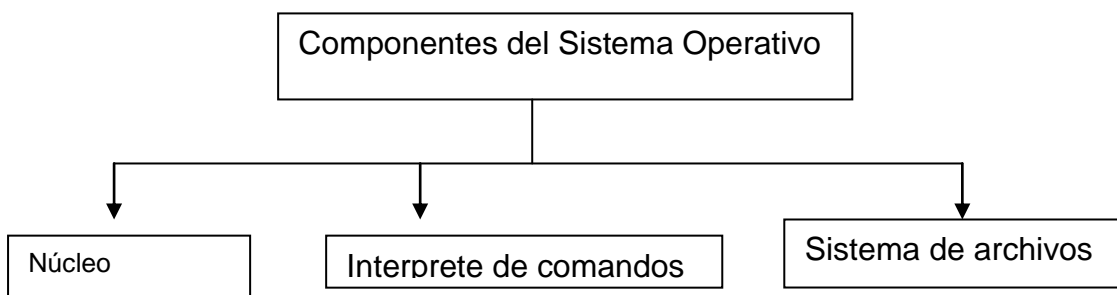 Componentes del Sistema Operativo
Núcleo
Interprete de comandos
Sistema de archivos